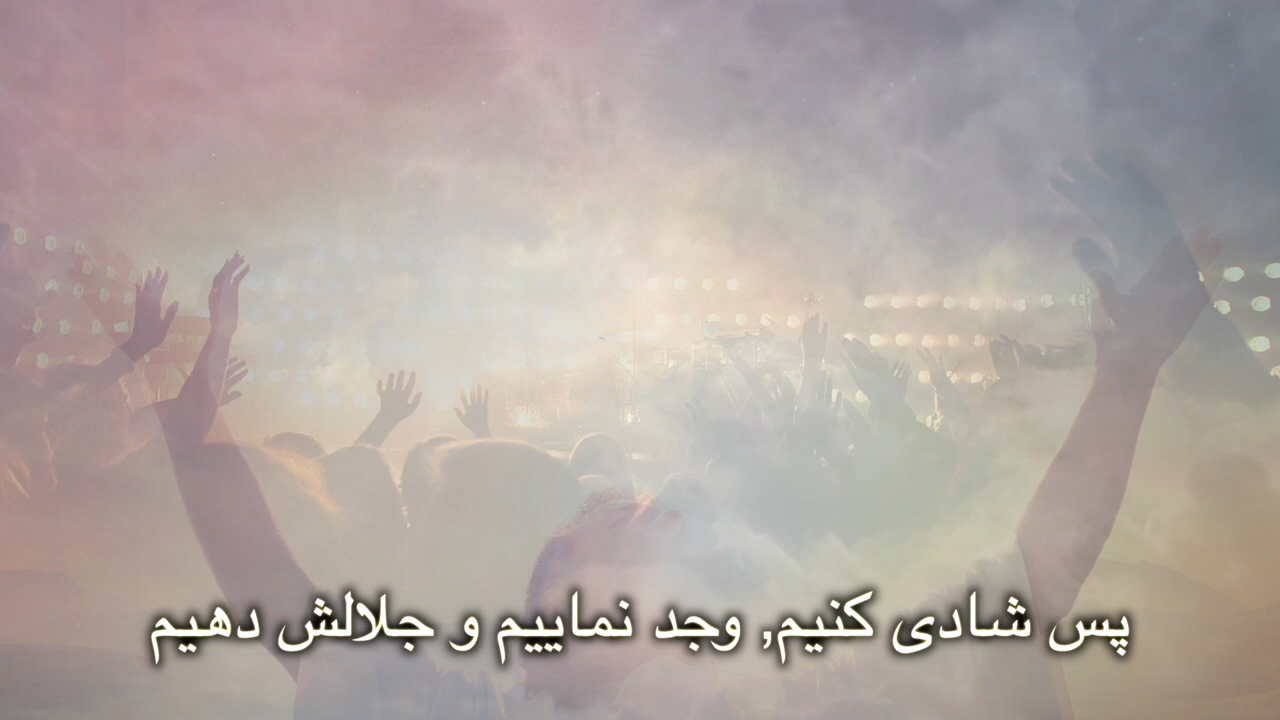 پس شادی کنیم, وجد نماییم و جلالش دهیم